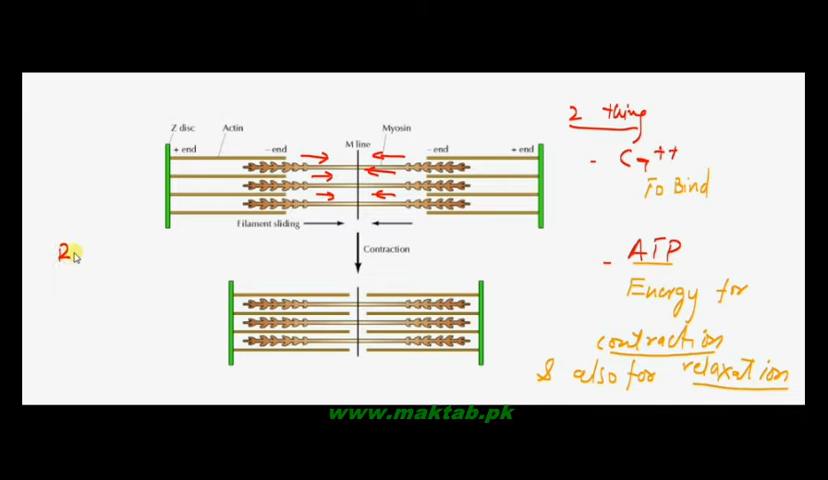 Z disc
Actin
Myosin
M line
+ end
– end
– end
+ end
Filament sliding
Contraction
2 thing
- Ca++
To Bind
- ATP
Energy for
contraction
& also for relaxation
R
www.maktab.pk